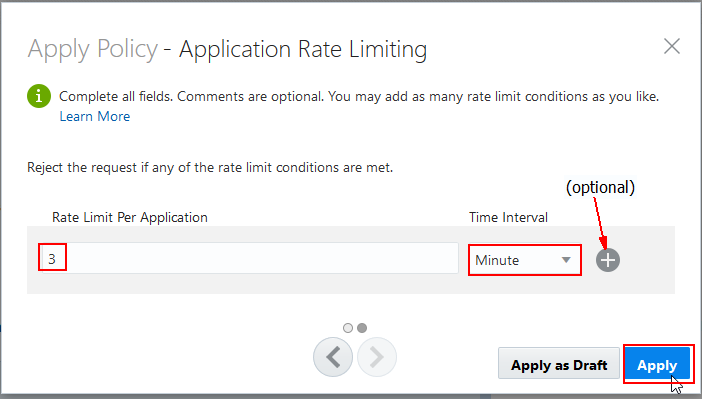 Apply Policy - Application Rate Limiting
Complete all fields. Comments are optional. You may add as many rate limit conditions as you like.
Learn More
Reject the request if any of the rate limit conditions are met.
(optional)
Rate Limit Per Application Time Interval
3 Minute
Apply as Draft Apply